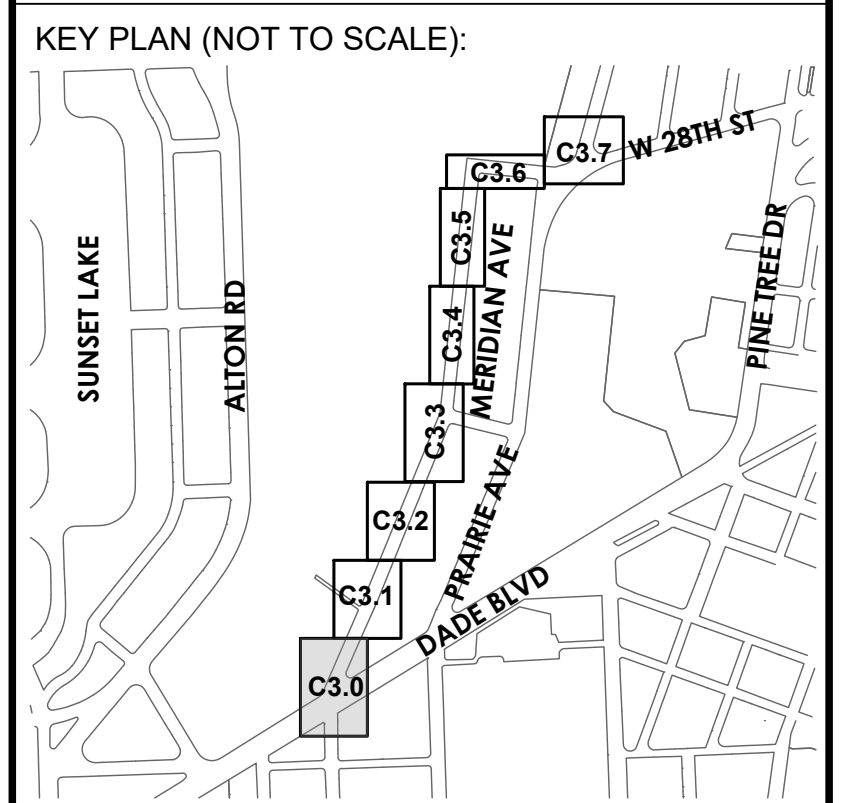 KEY PLAN (NOT TO SCALE):
C3.7
W 28TH ST
C3.6
C3.5
MERIDIAN AVE
PINE TREE DR
SUNSET LAKE
ALTON RD
C3.4
C3.3
C3.2
PRAIRIE AVE
C3.1
DADE BLVD
C3.0